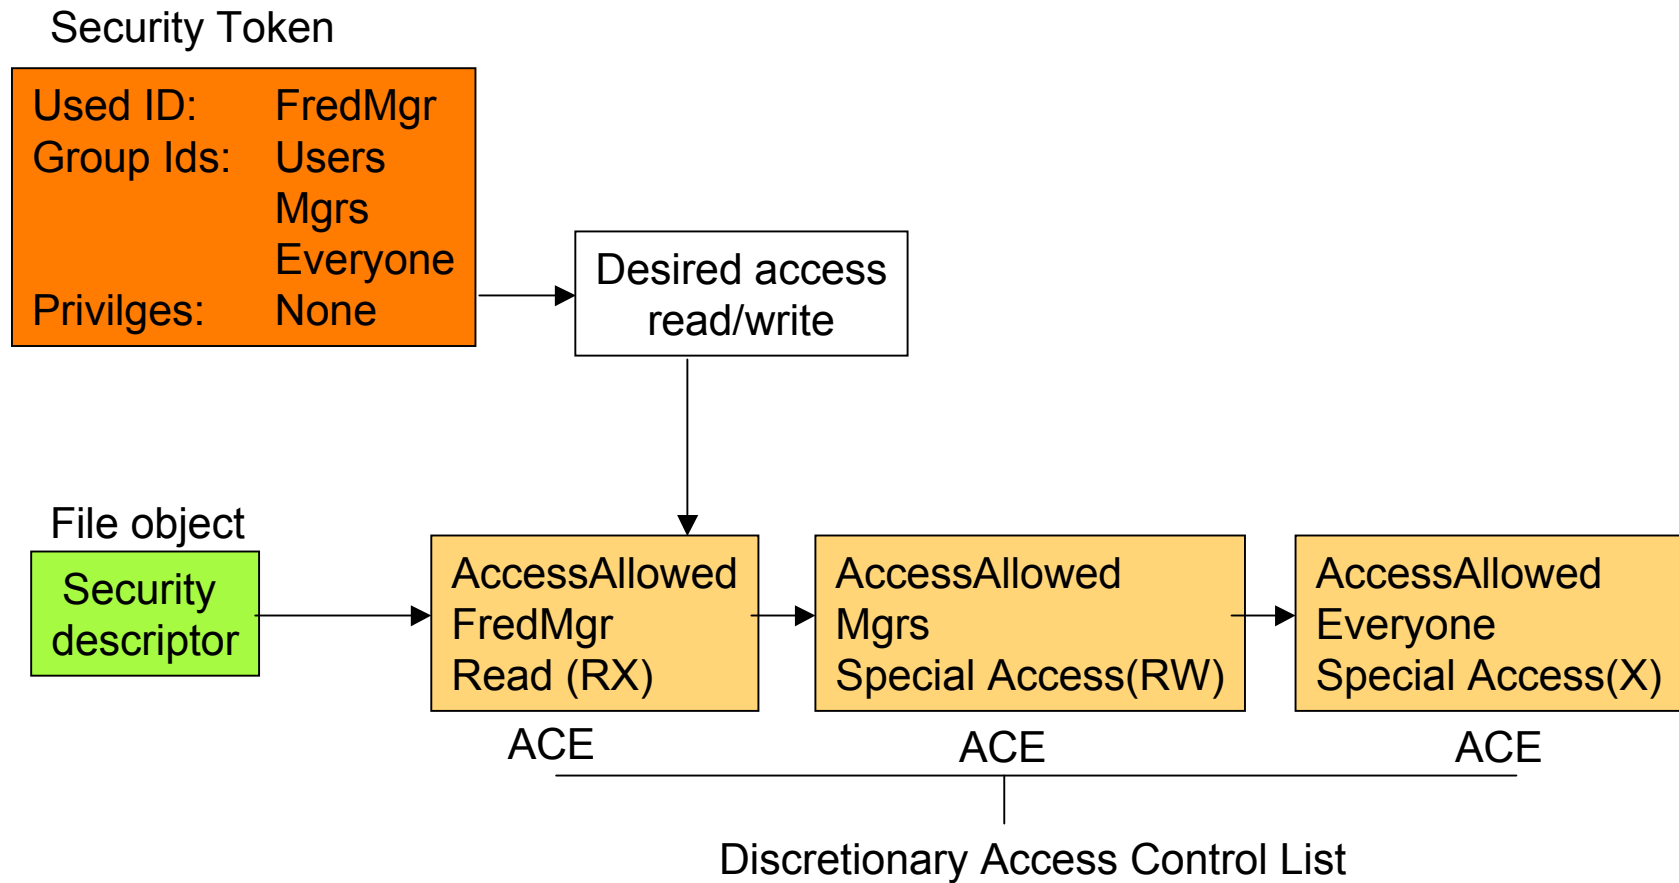 Security Token
Used ID: FredMgr
Group Ids: Users
Mgrs
Everyone
Privilges: None
Desired access
read/write
File object
Security
descriptor
AccessAllowed
FredMgr
Read (RX)
ACE
AccessAllowed
Mgrs
Special Access(RW)
ACE
AccessAllowed
Everyone
Special Access(X)
ACE
Discretionary Access Control List